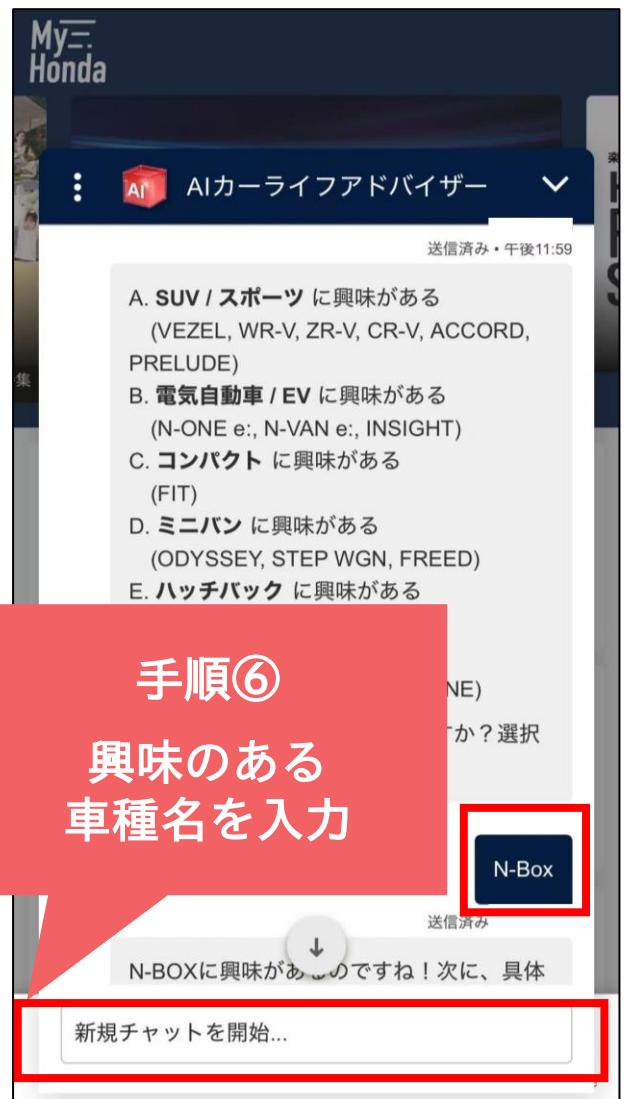 My
Honda
AI
AIカーライフアドバイザー
送信済み・午後11:59
A. SUV / スポーツ に興味がある
(VEZEL, WR-V, ZR-V, CR-V, ACCORD,
PRELUDE)
B. 電気自動車 / EV に興味がある
(N-ONE e:, N-VAN e:, INSIGHT)
C. コンパクト に興味がある
(FIT)
D. ミニバン に興味がある
(ODYSSEY, STEP WGN, FREED)
E. ハッチバック に興味がある
NE)
か？選択
手順⑥
興味のある
車種名を入力
N-Box
送信済み
N-BOXに興味があ のですね！次に、具体
新規チャットを開始...
集